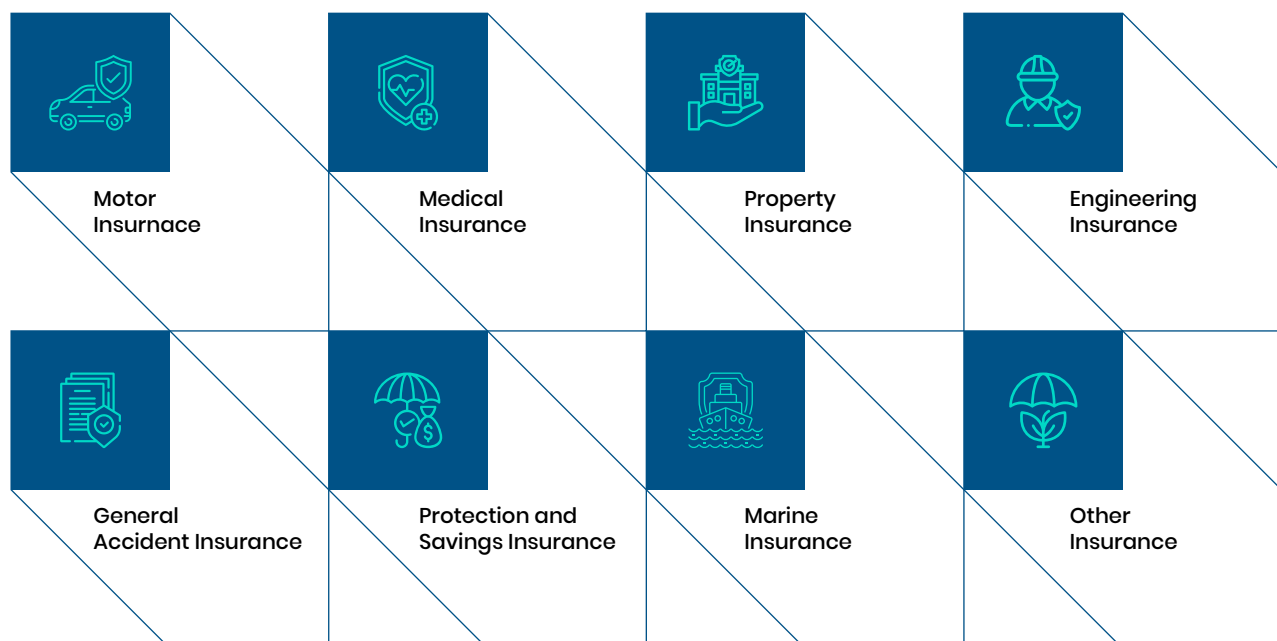 Motor
Insurnace
Medical
Insurance
Property
Insurance
Engineering
Insurance
General
Accident Insurance
Protection and
Savings Insurance
Marine
Insurance
Other
Insurance